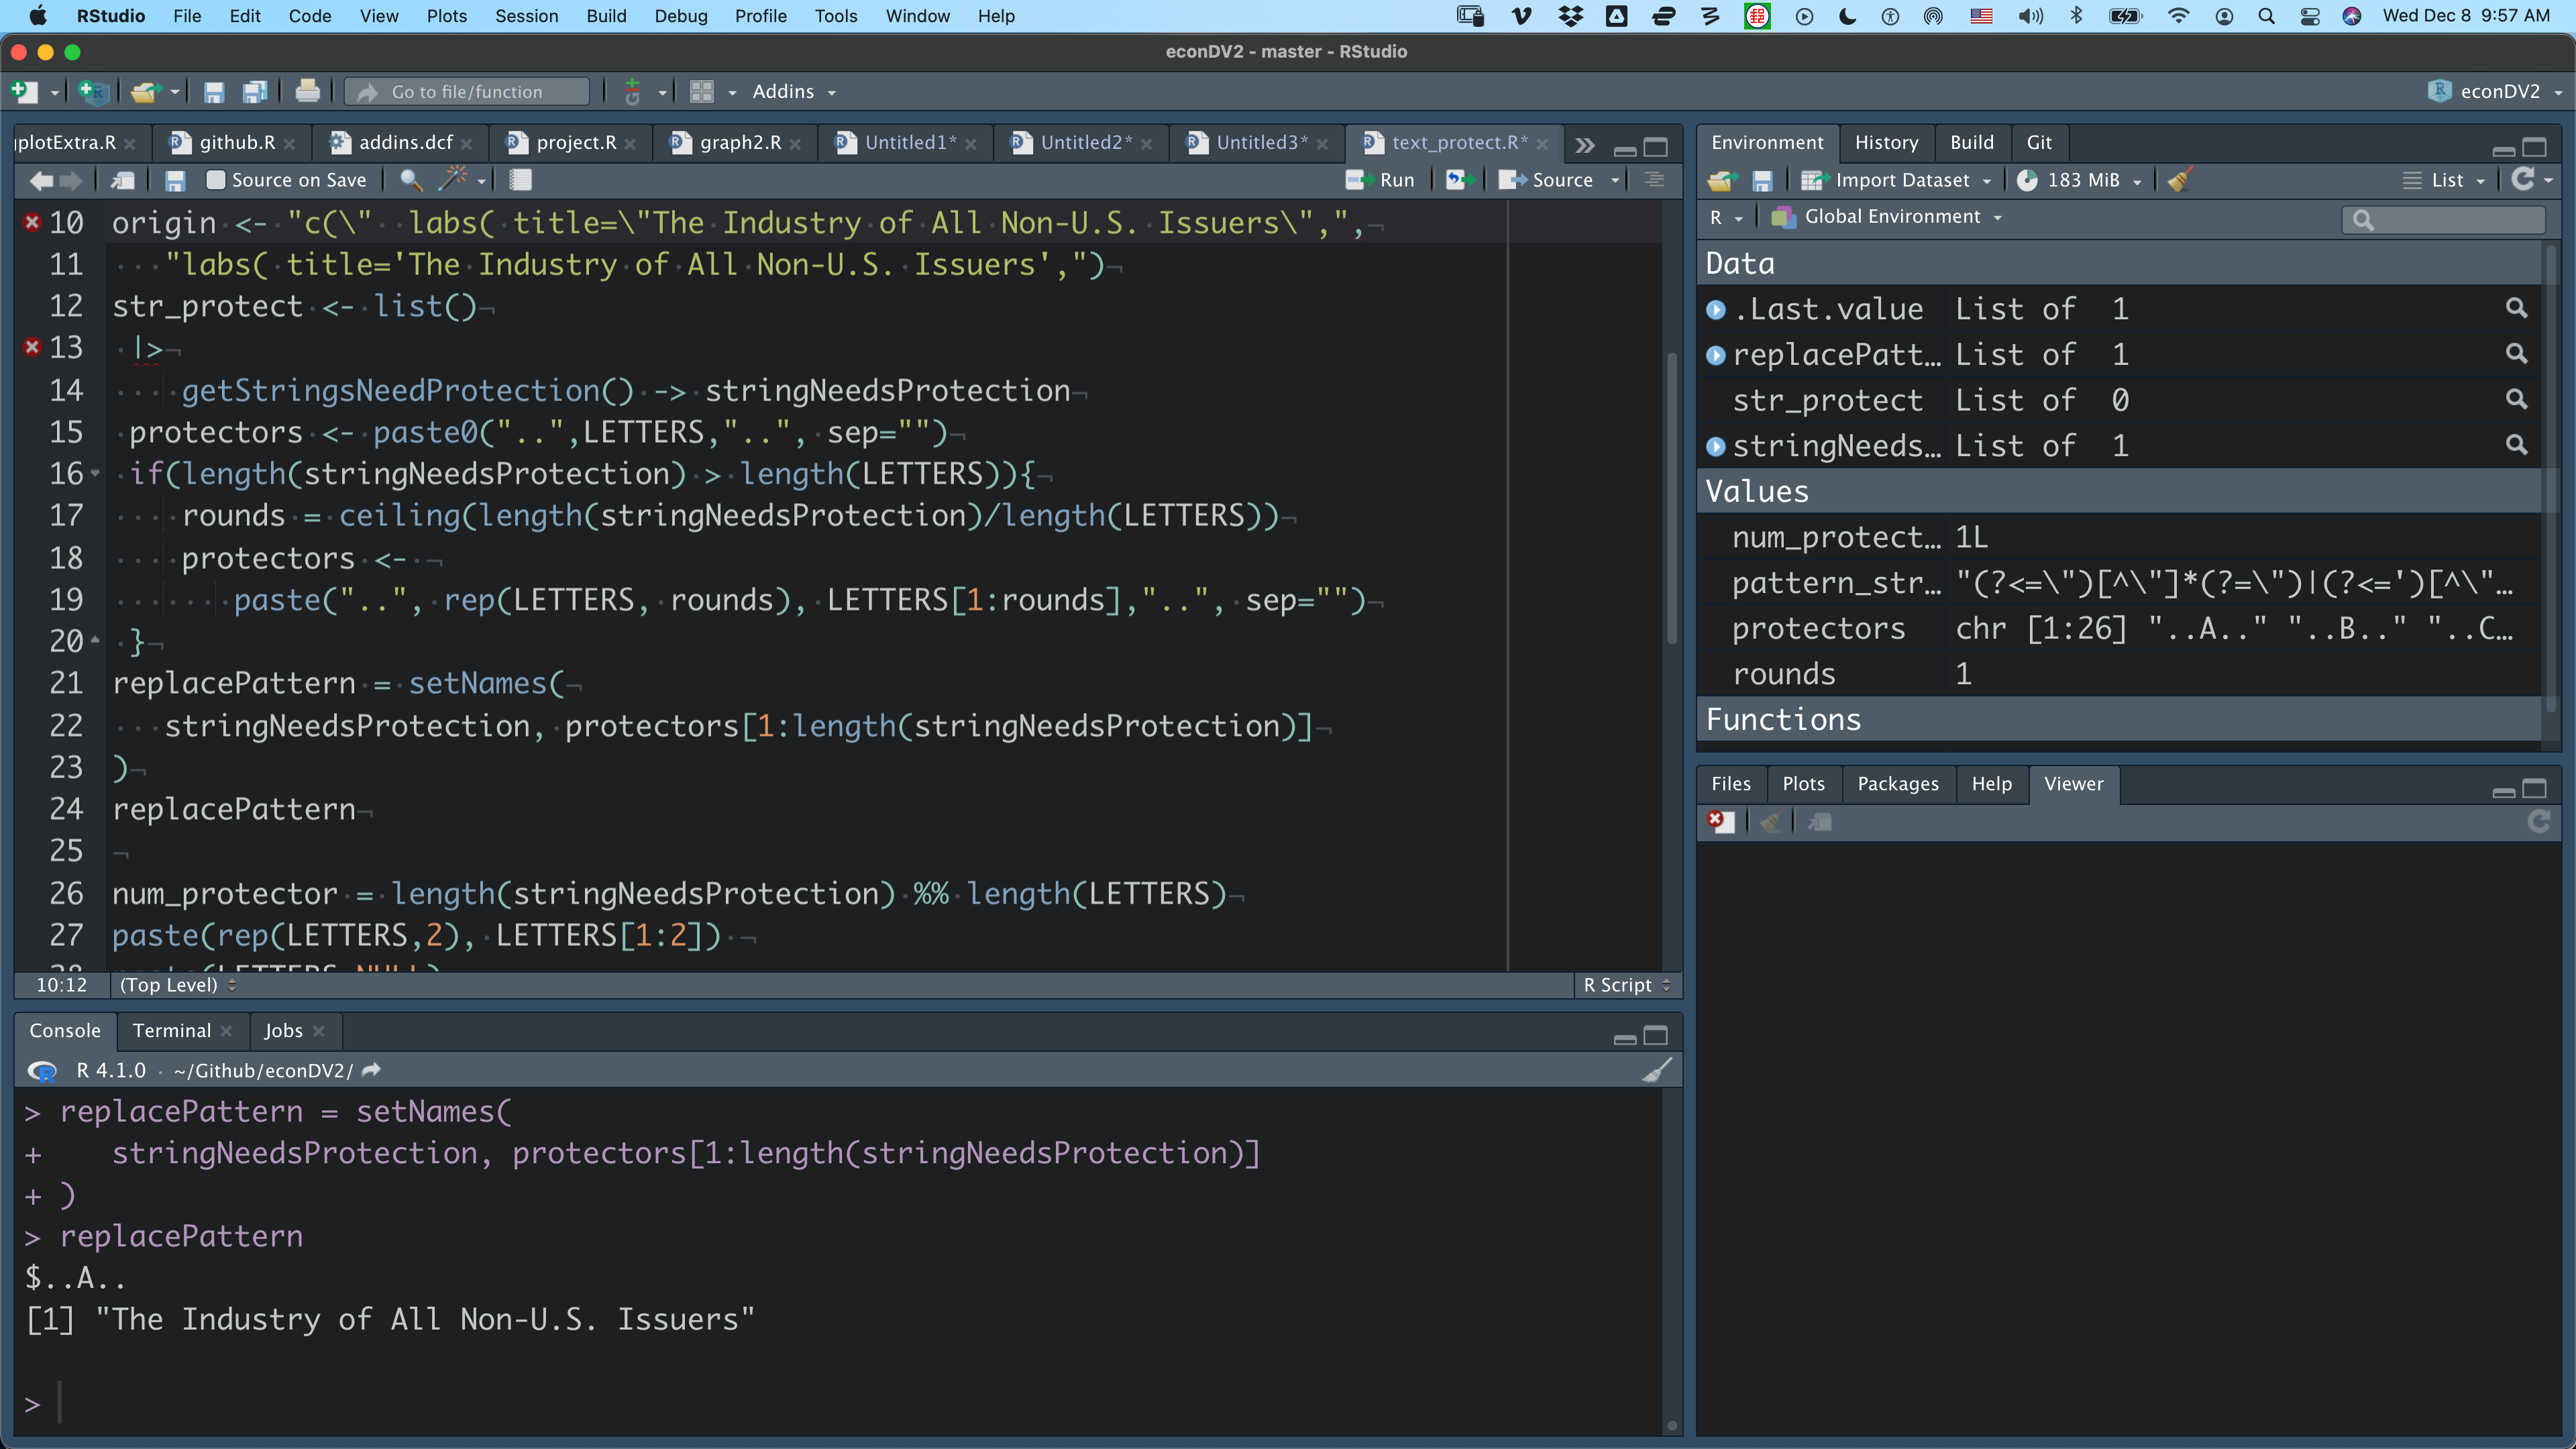 RStudio File Edit Code View Plots Session Build Debug Profile Tools Window Help Wed Dec 8 9:57 AM
econDV2 - master - RStudio
Go to file/function Addins econDV2
plotExtra.R github.R addins.dcf project.R graph2.R Untitled1* Untitled2* Untitled3* text_protect.R*
Source on Save Run Source
10 origin <- "c(\"  labs( title=\"The Industry of All Non-U.S. Issuers\",",
11    "labs( title='The Industry of All Non-U.S. Issuers',")
12 str_protect <- list()
13  |>
14     getStringsNeedProtection() -> stringNeedsProtection
15  protectors <- paste0("..",LETTERS,"..", sep="")
16  if(length(stringNeedsProtection) > length(LETTERS)){
17     rounds = ceiling(length(stringNeedsProtection)/length(LETTERS))
18     protectors <-
19       paste("..", rep(LETTERS, rounds), LETTERS[1:rounds],"..", sep="")
20  }
21 replacePattern = setNames(
22    stringNeedsProtection, protectors[1:length(stringNeedsProtection)]
23 )
24 replacePattern
25
26 num_protector = length(stringNeedsProtection) %% length(LETTERS)
27 paste(rep(LETTERS,2), LETTERS[1:2])
10:12 (Top Level) R Script
Console Terminal Jobs
R 4.1.0 · ~/Github/econDV2/
> replacePattern = setNames(
+    stringNeedsProtection, protectors[1:length(stringNeedsProtection)]
+ )
> replacePattern
$..A..
[1] "The Industry of All Non-U.S. Issuers"
>
Environment History Build Git
Import Dataset 183 MiB List
R Global Environment
Data
.Last.value List of 1
replacePatt… List of 1
str_protect List of 0
stringNeeds… List of 1
Values
num_protect… 1L
pattern_str… "(?<=\")[^\"]*(?=\")|(?<=')[^\"…
protectors chr [1:26] "..A.." "..B.." "..C…
rounds 1
Functions
Files Plots Packages Help Viewer